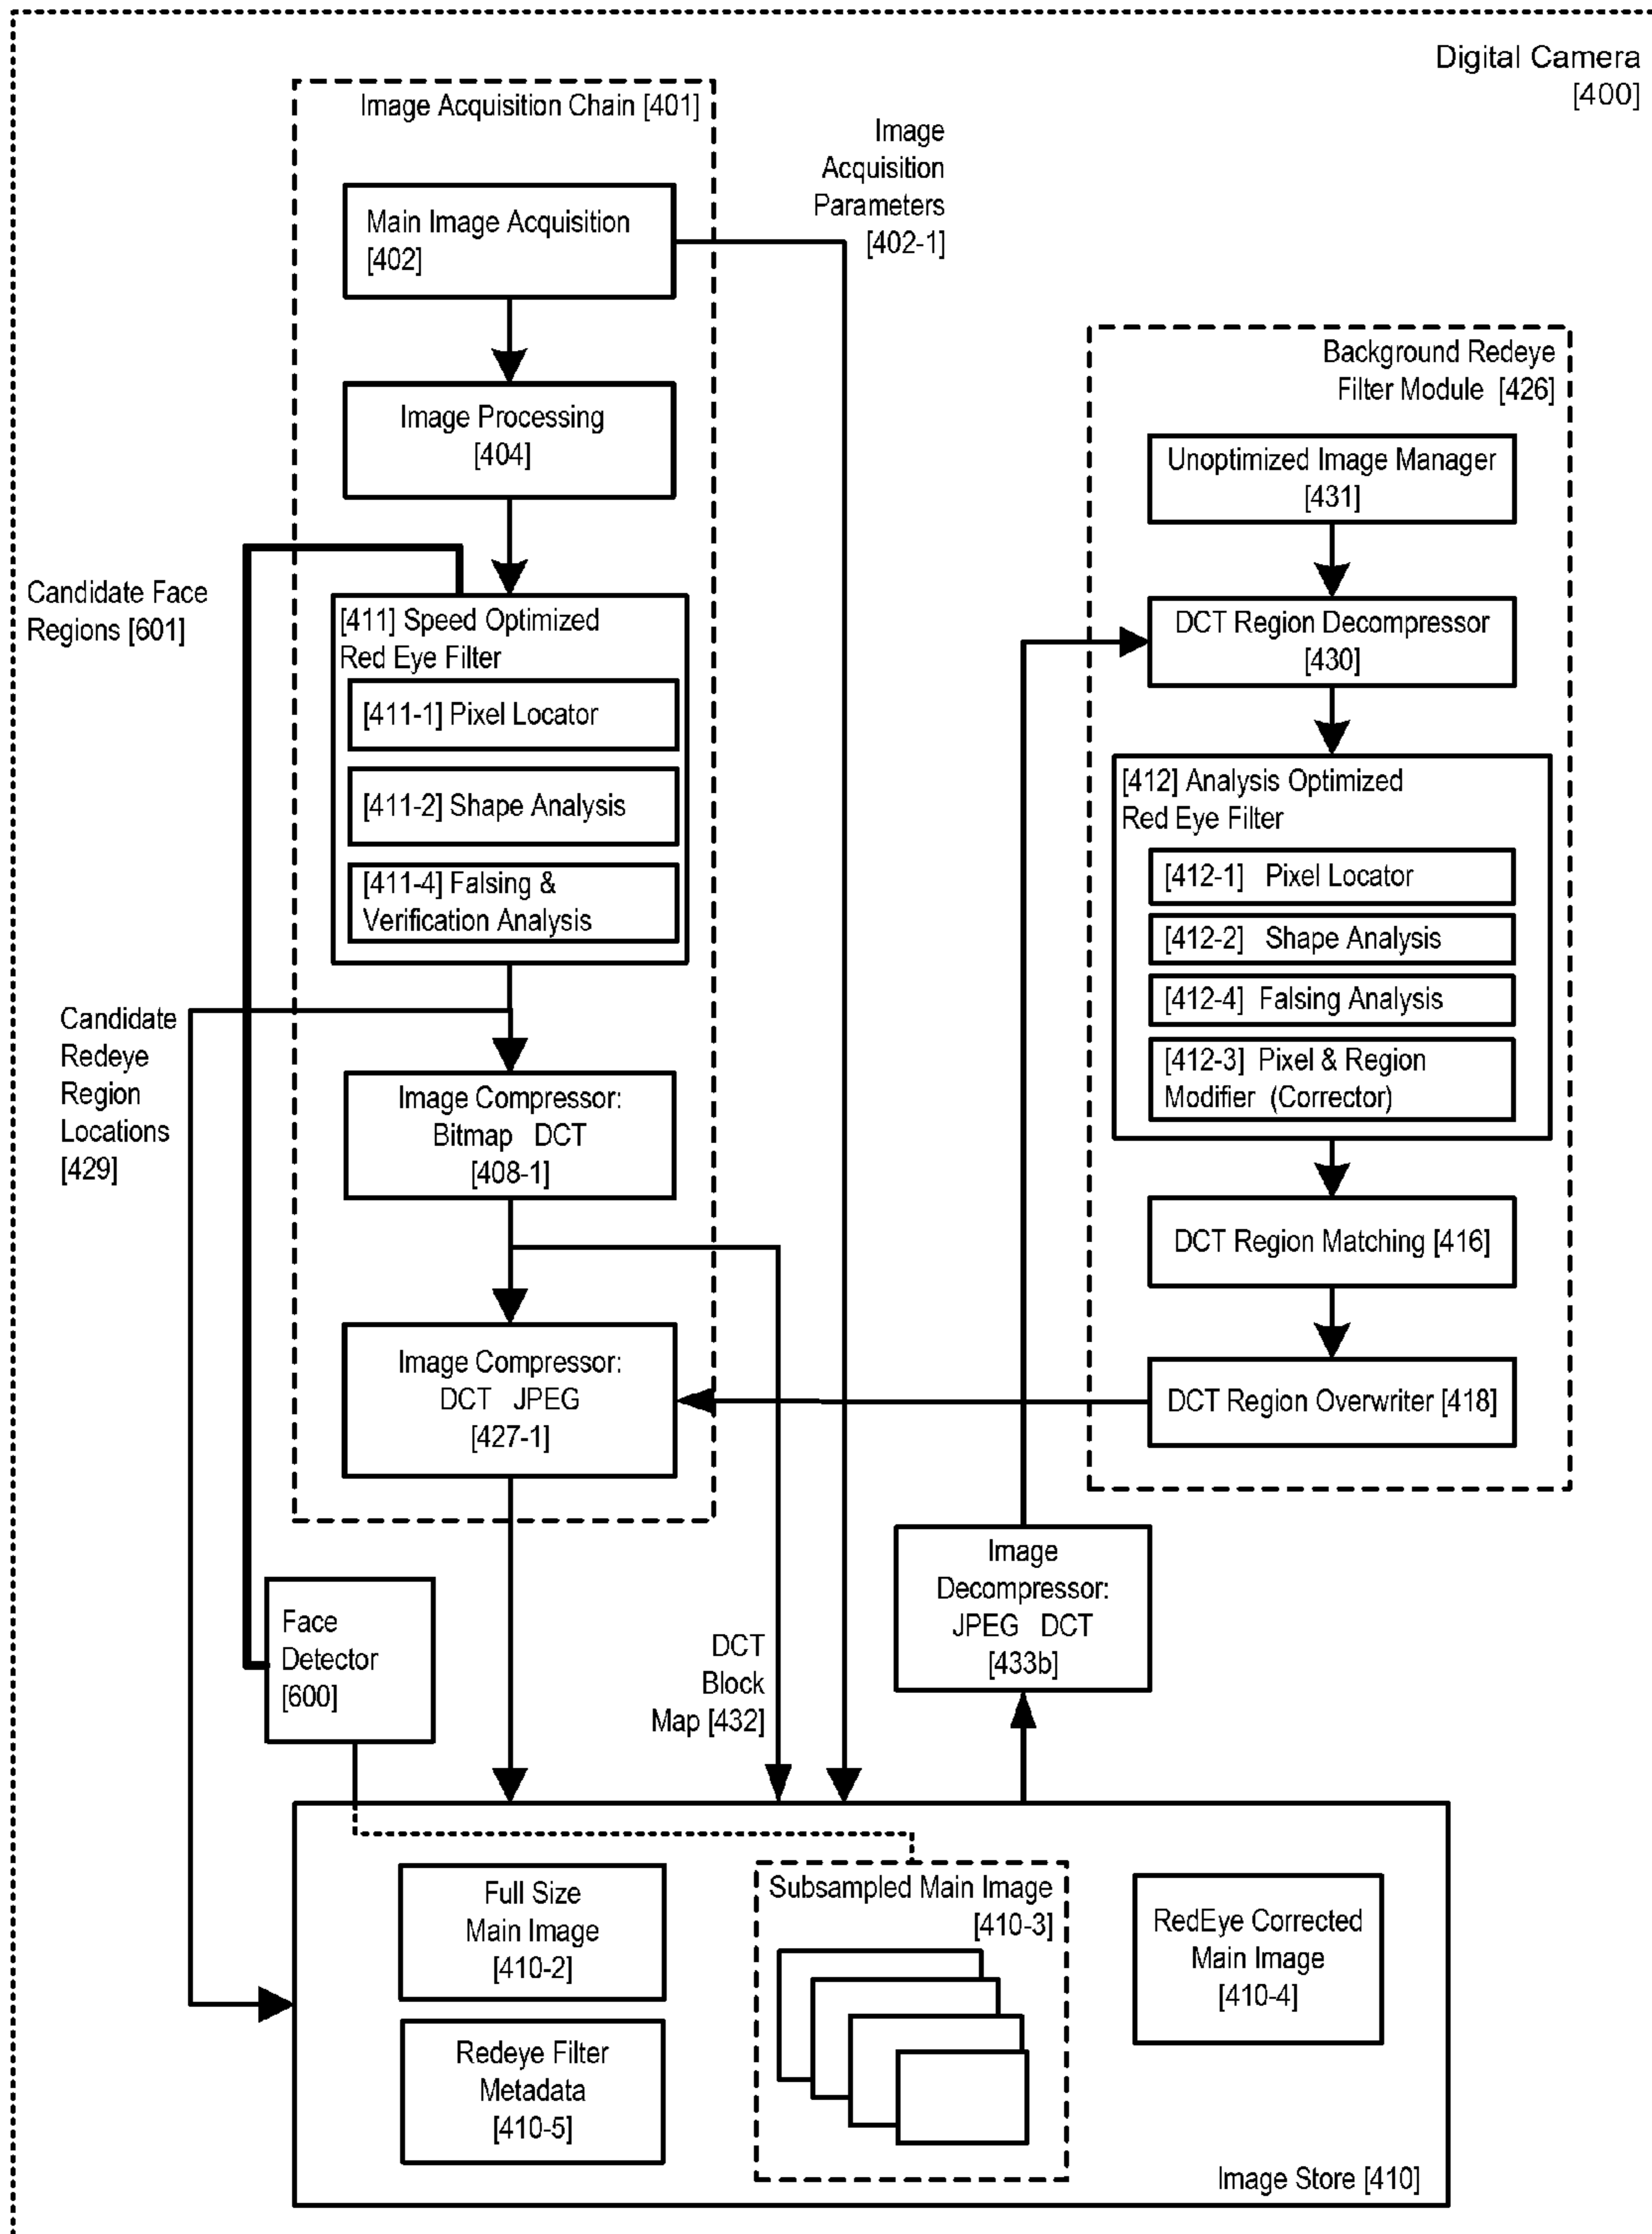 Digital Camera
[400]
Image Acquisition Chain [401]
Image
Acquisition
Parameters
[402-1]
Main Image Acquisition
[402]
Image Processing
[404]
Candidate Face
Regions [601]
[411] Speed Optimized
Red Eye Filter
[411-1] Pixel Locator
[411-2] Shape Analysis
[411-4] Falsing &
Verification Analysis
Candidate
Redeye
Region
Locations
[429]
Image Compressor:
Bitmap DCT
[408-1]
Image Compressor:
DCT JPEG
[427-1]
Background Redeye
Filter Module [426]
Unoptimized Image Manager
[431]
DCT Region Decompressor
[430]
[412] Analysis Optimized
Red Eye Filter
[412-1] Pixel Locator
[412-2] Shape Analysis
[412-4] Falsing Analysis
[412-3] Pixel & Region
Modifier (Corrector)
DCT Region Matching [416]
DCT Region Overwriter [418]
Image
Decompressor:
JPEG DCT
[433b]
Face
Detector
[600]
DCT
Block
Map [432]
Full Size
Main Image
[410-2]
Redeye Filter
Metadata
[410-5]
Subsampled Main Image
[410-3]
RedEye Corrected
Main Image
[410-4]
Image Store [410]